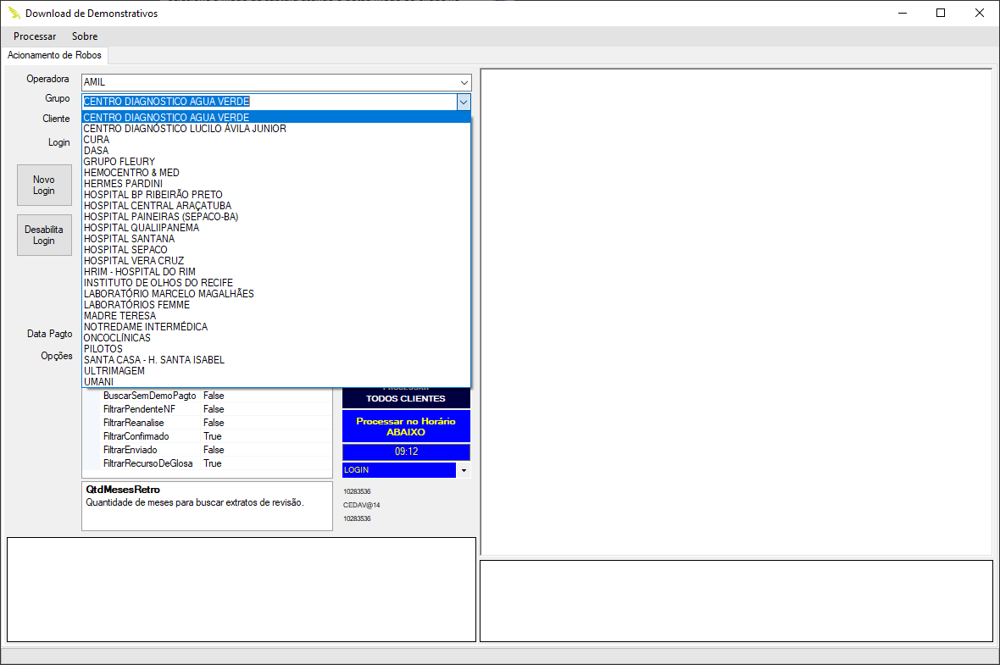 Download de Demonstrativos
Processar Sobre
Acionamento de Robos
Operadora AMIL
Grupo CENTRO DIAGNOSTICO AGUA VERDE
Cliente
Login
Novo
Login
Desabilita
Login
Data Pagto
Opções
CENTRO DIAGNOSTICO AGUA VERDE
CENTRO DIAGNÓSTICO LUCILO ÁVILA JUNIOR
CURA
DASA
GRUPO FLEURY
HEMOCENTRO & MED
HERMES PARDINI
HOSPITAL BP RIBEIRÃO PRETO
HOSPITAL CENTRAL ARAÇATUBA
HOSPITAL PAINEIRAS (SEPACO-BA)
HOSPITAL QUALIIPANEMA
HOSPITAL SANTANA
HOSPITAL SEPACO
HOSPITAL VERA CRUZ
HRIM - HOSPITAL DO RIM
INSTITUTO DE OLHOS DO RECIFE
LABORATÓRIO MARCELO MAGALHÃES
LABORATÓRIOS FEMME
MADRE TERESA
NOTREDAME INTERMÉDICA
ONCOCLÍNICAS
PILOTOS
SANTA CASA - H. SANTA ISABEL
ULTRIMAGEM
UMANI
BuscarSemDemoPagto False
FiltrarPendenteNF False
FiltrarReanalise False
FiltrarConfirmado True
FiltrarEnviado False
FiltrarRecursoDeGlosa True
QtdMesesRetro
Quantidade de meses para buscar extratos de revisão.
PROCESSAR
TODOS CLIENTES
Processar no Horário
ABAIXO
09:12
LOGIN
10283536
CEDAV@14
10283536